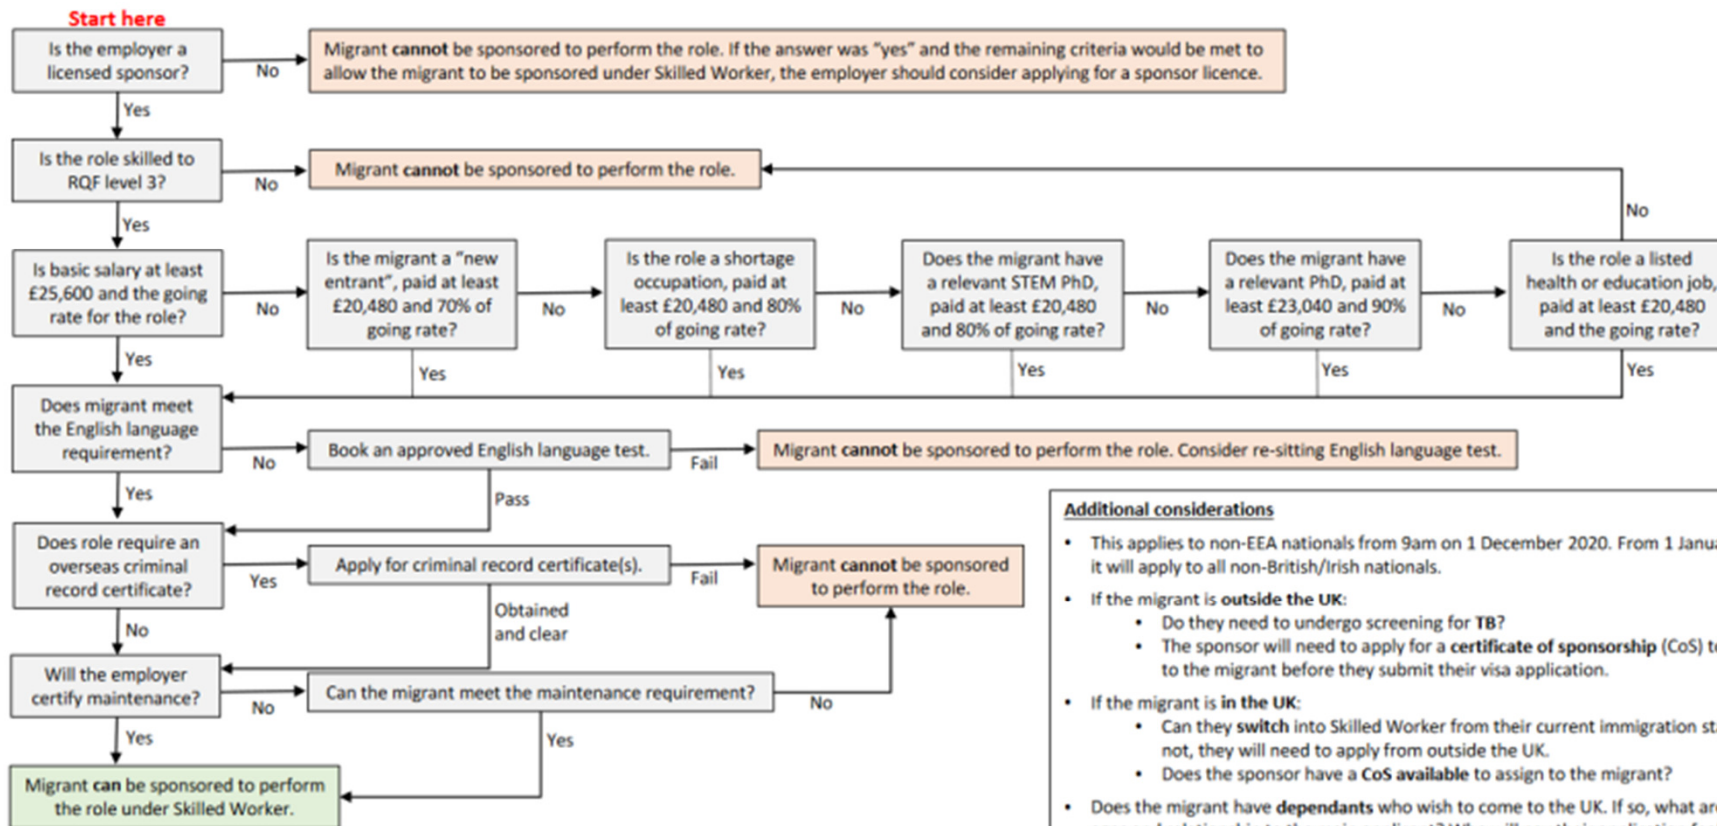 Start here
Is the employer a
licensed sponsor?
No
Migrant cannot be sponsored to perform the role. If the answer was "yes" and the remaining criteria would be met to
allow the migrant to be sponsored under Skilled Worker, the employer should consider applying for a sponsor licence.
Yes
Is the role skilled to
RQF level 3?
No
Migrant cannot be sponsored to perform the role.
No
Yes
Is basic salary at least
£25,600 and the going
rate for the role?
No
Is the migrant a "new
entrant", paid at least
£20,480 and 70% of
going rate?
No
Is the role a shortage
occupation, paid at
least £20,480 and 80%
of going rate?
No
Does the migrant have
a relevant STEM PhD,
paid at least £20,480
and 80% of going rate?
No
Does the migrant have
a relevant PhD, paid at
least £23,040 and 90%
of going rate?
No
Is the role a listed
health or education job,
paid at least £20,480
and the going rate?
Yes
Yes
Yes
Yes
Yes
Yes
Does migrant meet
the English language
requirement?
No
Book an approved English language test.
Fail
Migrant cannot be sponsored to perform the role. Consider re-sitting English language test.
Yes
Pass
Does role require an
overseas criminal
record certificate?
Yes
Apply for criminal record certificate(s).
Fail
Migrant cannot be sponsored
to perform the role.
No
Obtained
and clear
Will the employer
certify maintenance?
No
Can the migrant meet the maintenance requirement?
No
Yes
Yes
Migrant can be sponsored to perform
the role under Skilled Worker.
Additional considerations
• This applies to non-EEA nationals from 9am on 1 December 2020. From 1
it will apply to all non-British/Irish nationals.
• If the migrant is outside the UK:
• Do they need to undergo screening for TB?
• The sponsor will need to apply for a certificate of sponsorship (CoS)
to the migrant before they submit their visa application.
• If the migrant is in the UK:
• Can they switch into Skilled Worker from their current immigration
not, they will need to apply from outside the UK.
• Does the sponsor have a CoS available to assign to the migrant?
• Does the migrant have dependants who wish to come to the UK. If so, what